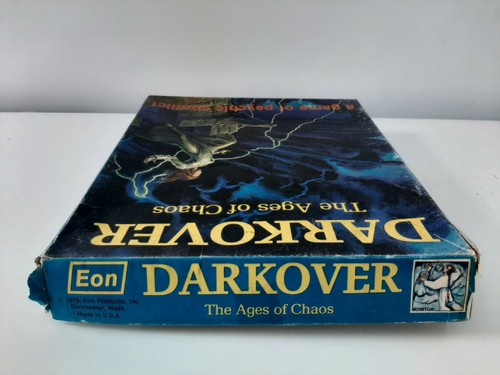 a game of psychic conflict
The Ages of Chaos
DARKOVER
Eon
DARKOVER
The Ages of Chaos
© 1979, Eon Products, Inc.
Dorchester, Mass.
Made in U.S.A.
MONITOR